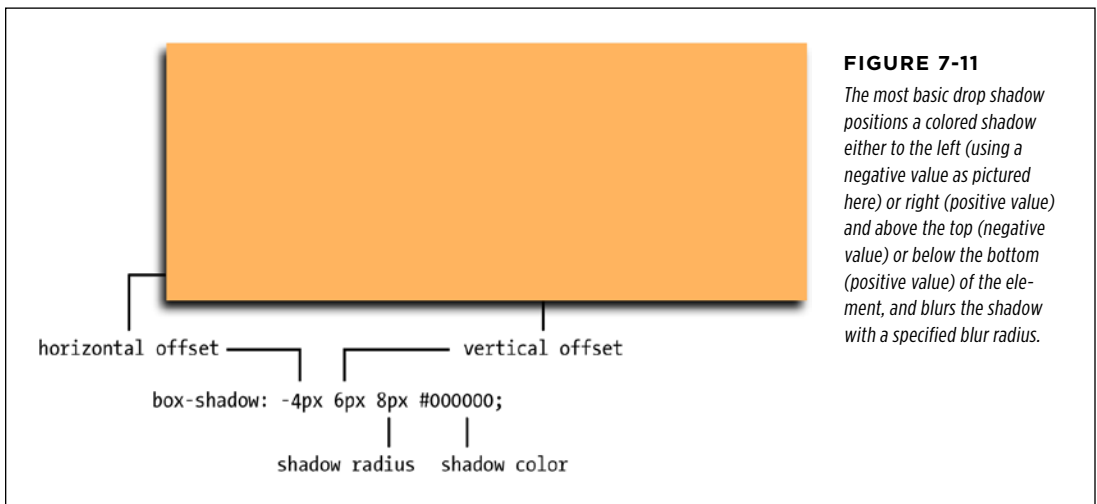 FIGURE 7-11
The most basic drop shadow
positions a colored shadow
either to the left (using a
negative value as pictured
here) or right (positive value)
and above the top (negative
value) or below the bottom
(positive value) of the ele-
ment, and blurs the shadow
with a specified blur radius.
horizontal offset
vertical offset
box-shadow: -4px 6px 8px #000000;
shadow radius
shadow color